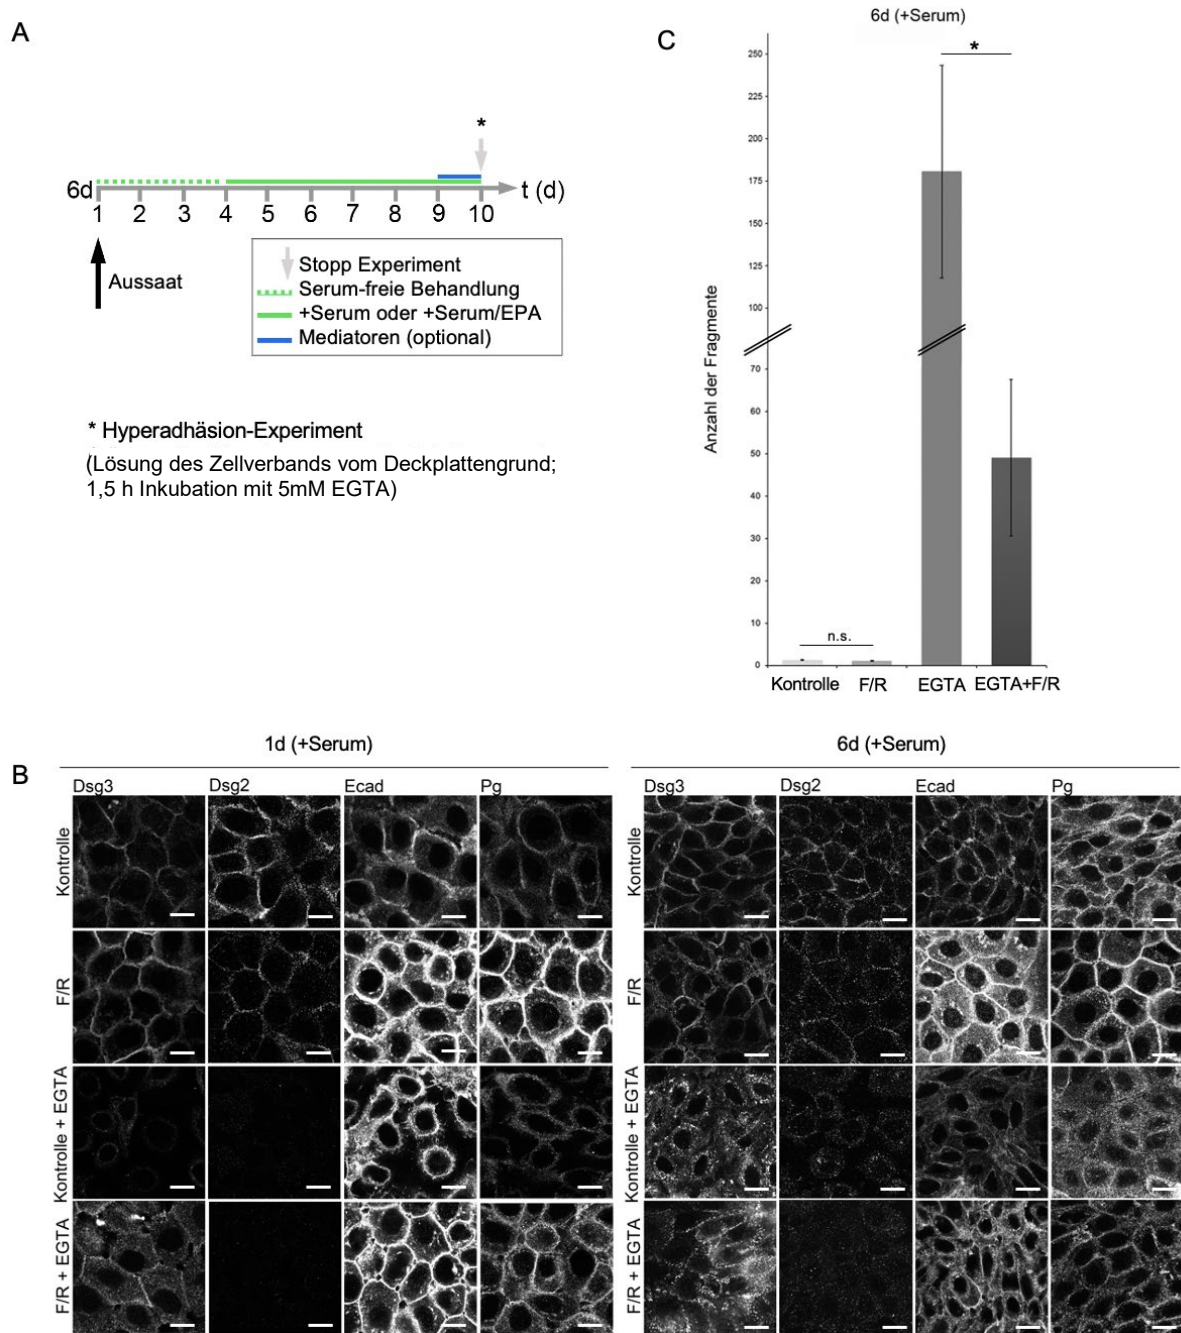 A
*
6d
t (d)
1 2 3 4 5 6 7 8 9 10
Aussaat
Stopp Experiment
Serum-freie Behandlung
+Serum oder +Serum/EPA
Mediatoren (optional)
* Hyperadhäsion-Experiment
(Lösung des Zellverbands vom Deckplattengrund;
1,5 h Inkubation mit 5mM EGTA)
C
6d (+Serum)
*
Anzahl der Fragmente
250
225
200
175
150
125
100
70
60
50
40
30
20
10
0
n.s.
Kontrolle F/R EGTA EGTA+F/R
B
1d (+Serum)
Dsg3 Dsg2 Ecad Pg
Kontrolle
F/R
Kontrolle + EGTA
F/R + EGTA
6d (+Serum)
Dsg3 Dsg2 Ecad Pg
Kontrolle
F/R
Kontrolle + EGTA
F/R + EGTA